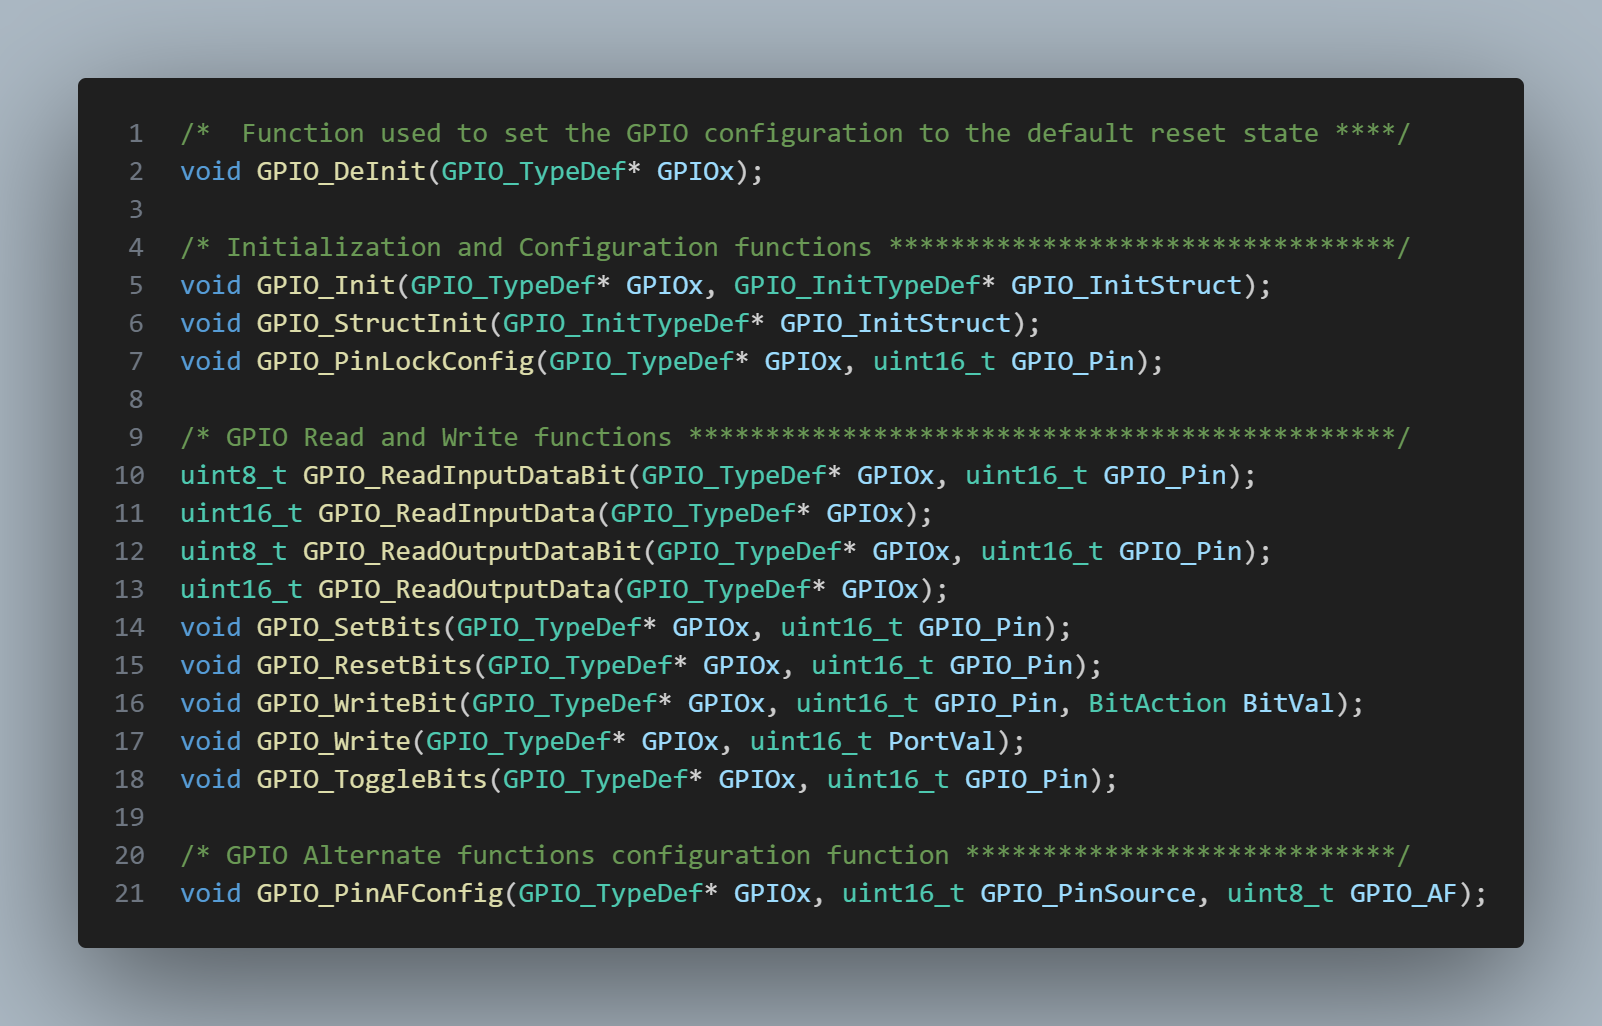 1 /*  Function used to set the GPIO configuration to the default reset state ****/
2 void GPIO_DeInit(GPIO_TypeDef* GPIOx);
3
4 /* Initialization and Configuration functions *********************************/
5 void GPIO_Init(GPIO_TypeDef* GPIOx, GPIO_InitTypeDef* GPIO_InitStruct);
6 void GPIO_StructInit(GPIO_InitTypeDef* GPIO_InitStruct);
7 void GPIO_PinLockConfig(GPIO_TypeDef* GPIOx, uint16_t GPIO_Pin);
8
9 /* GPIO Read and Write functions **********************************************/
10 uint8_t GPIO_ReadInputDataBit(GPIO_TypeDef* GPIOx, uint16_t GPIO_Pin);
11 uint16_t GPIO_ReadInputData(GPIO_TypeDef* GPIOx);
12 uint8_t GPIO_ReadOutputDataBit(GPIO_TypeDef* GPIOx, uint16_t GPIO_Pin);
13 uint16_t GPIO_ReadOutputData(GPIO_TypeDef* GPIOx);
14 void GPIO_SetBits(GPIO_TypeDef* GPIOx, uint16_t GPIO_Pin);
15 void GPIO_ResetBits(GPIO_TypeDef* GPIOx, uint16_t GPIO_Pin);
16 void GPIO_WriteBit(GPIO_TypeDef* GPIOx, uint16_t GPIO_Pin, BitAction BitVal);
17 void GPIO_Write(GPIO_TypeDef* GPIOx, uint16_t PortVal);
18 void GPIO_ToggleBits(GPIO_TypeDef* GPIOx, uint16_t GPIO_Pin);
19
20 /* GPIO Alternate functions configuration function ****************************/
21 void GPIO_PinAFConfig(GPIO_TypeDef* GPIOx, uint16_t GPIO_PinSource, uint8_t GPIO_AF);